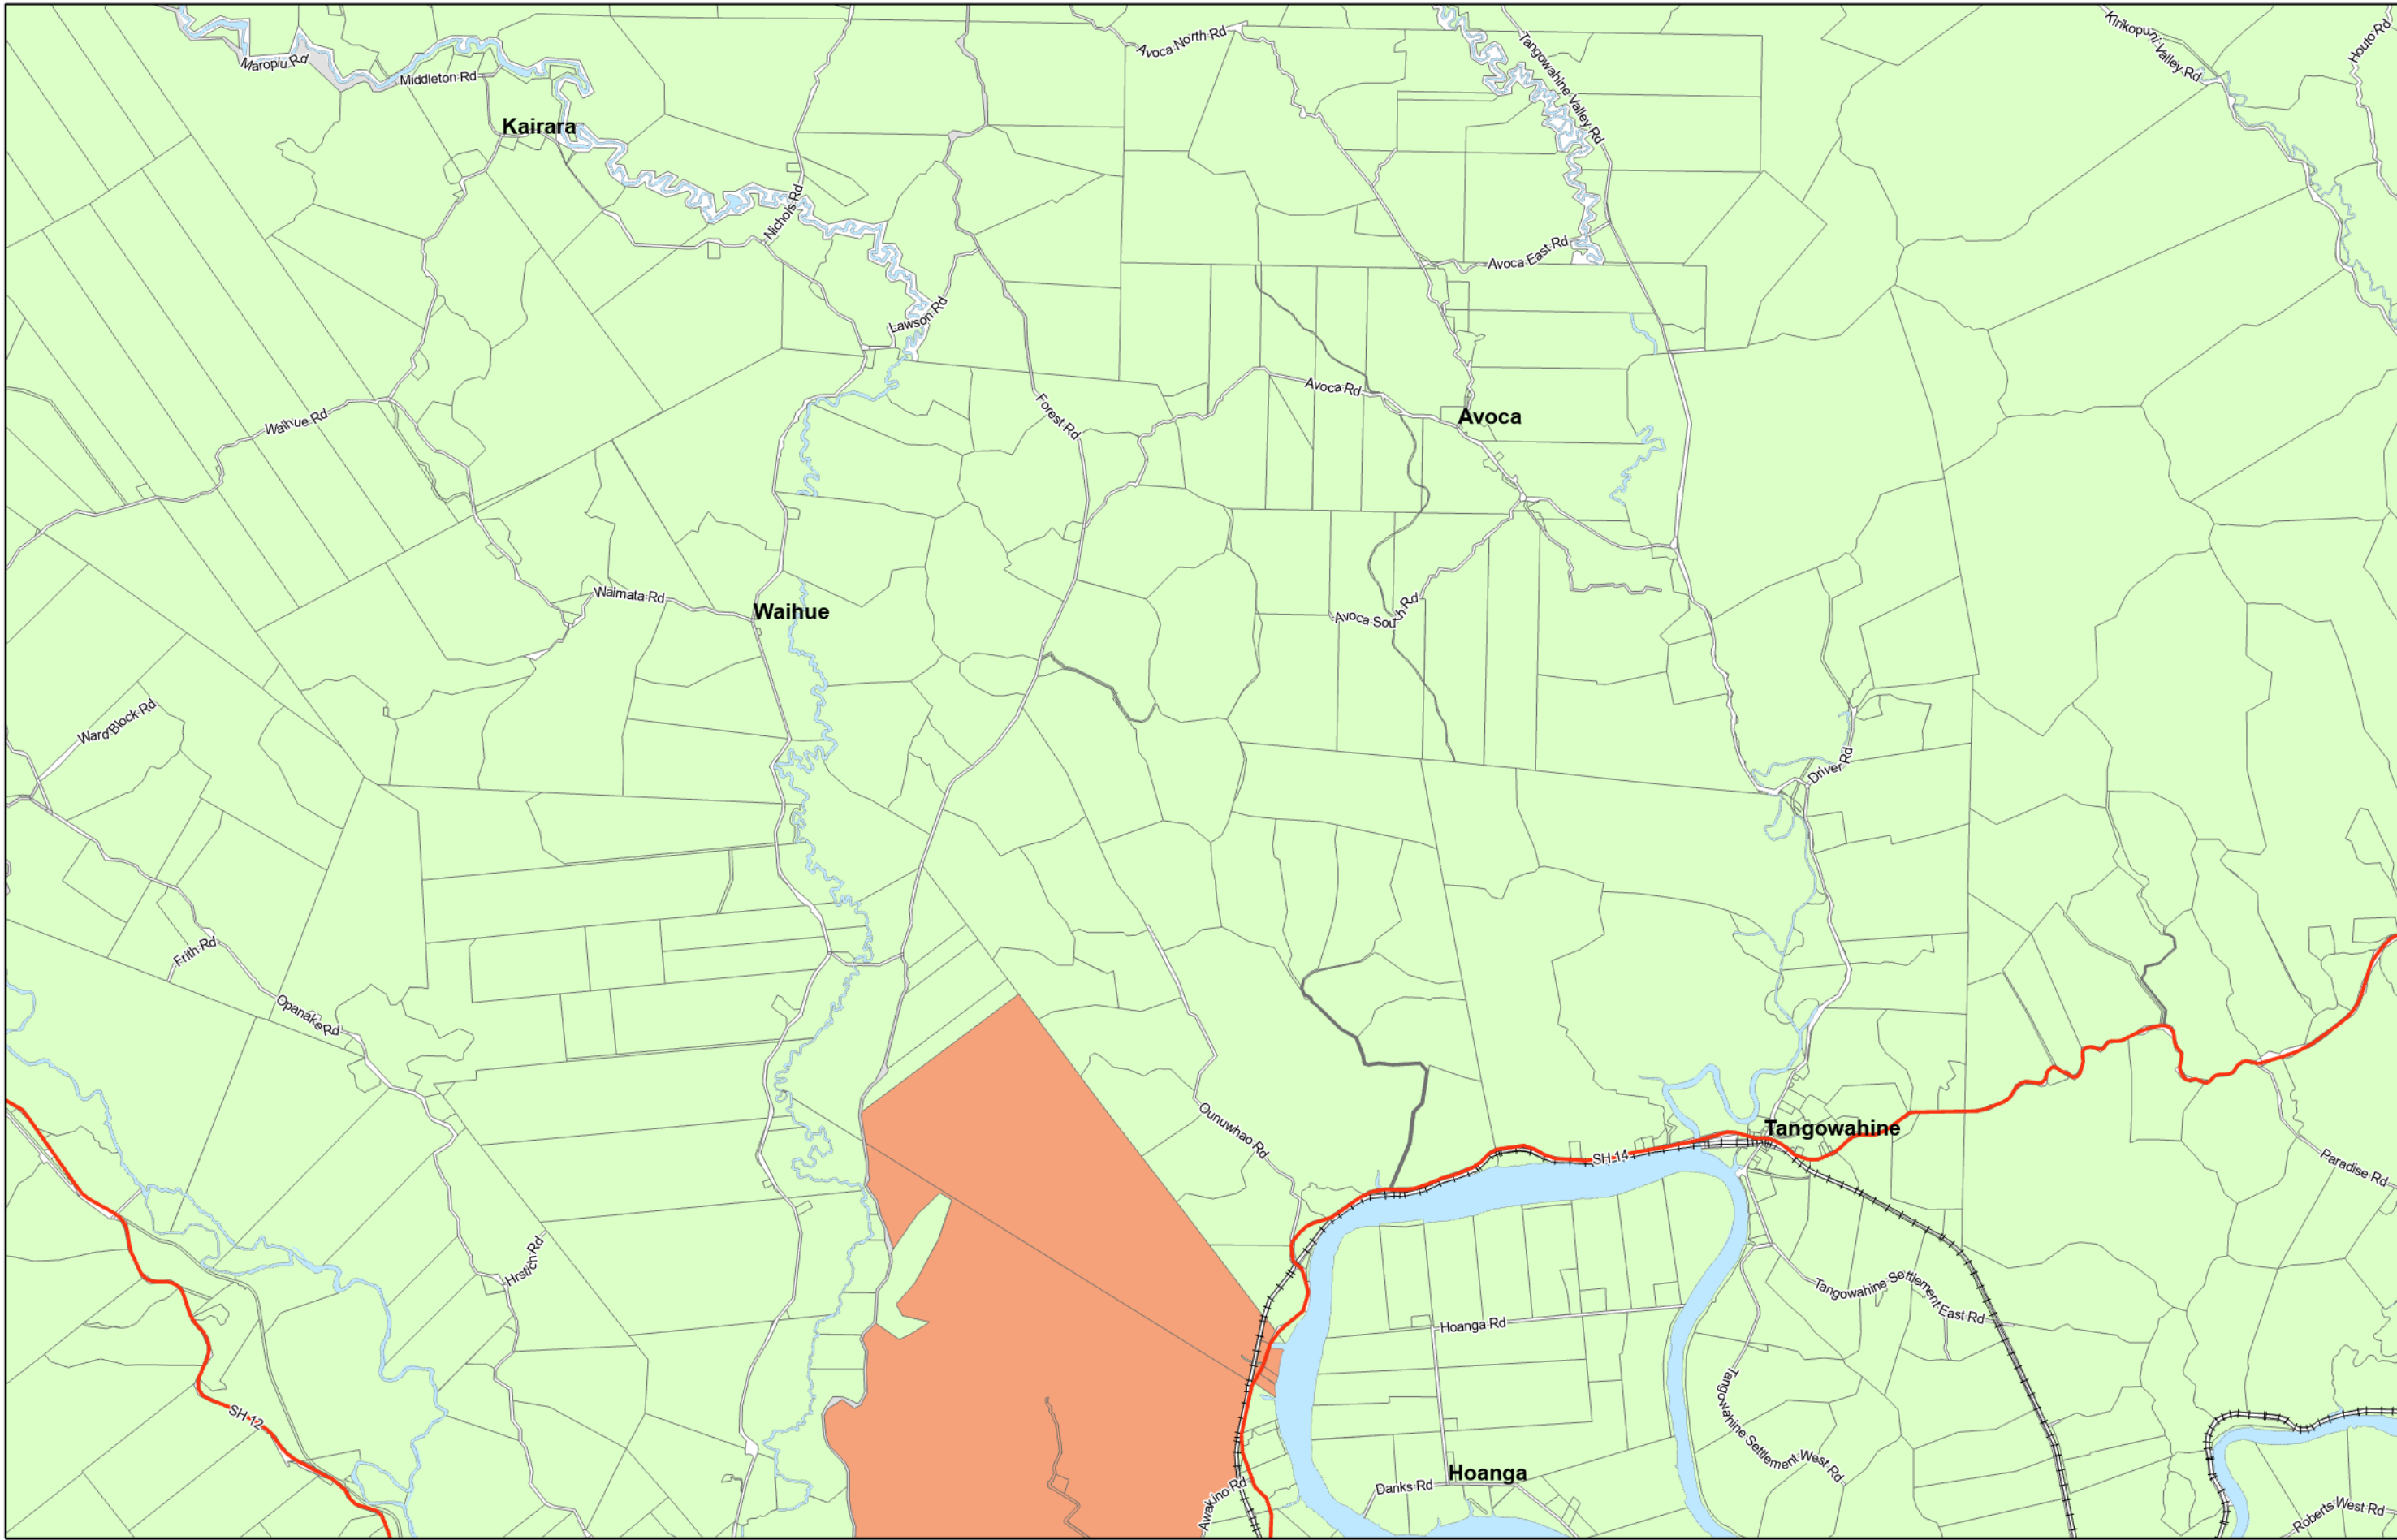 Kirikopuni Valley Rd
Houto Rd
Avoca North Rd
Tangowahine Valley Rd
Maropiu Rd
Middleton Rd
Kairara
Nichols Rd
Avoca East Rd
Lawson Rd
Avoca Rd
Forest Rd
Avoca
Waihue Rd
Waimata Rd
Waihue
Avoca South Rd
Ward Block Rd
Driver Rd
Frith Rd
Opanake Rd
Ounuwhao Rd
Tangowahine
SH 14
Paradise Rd
Hrstich Rd
Tangowahine Settlement East Rd
Hoanga Rd
SH 12
Tangowahine Settlement West Rd
Hoanga
Danks Rd
Awakino Rd
Roberts West Rd